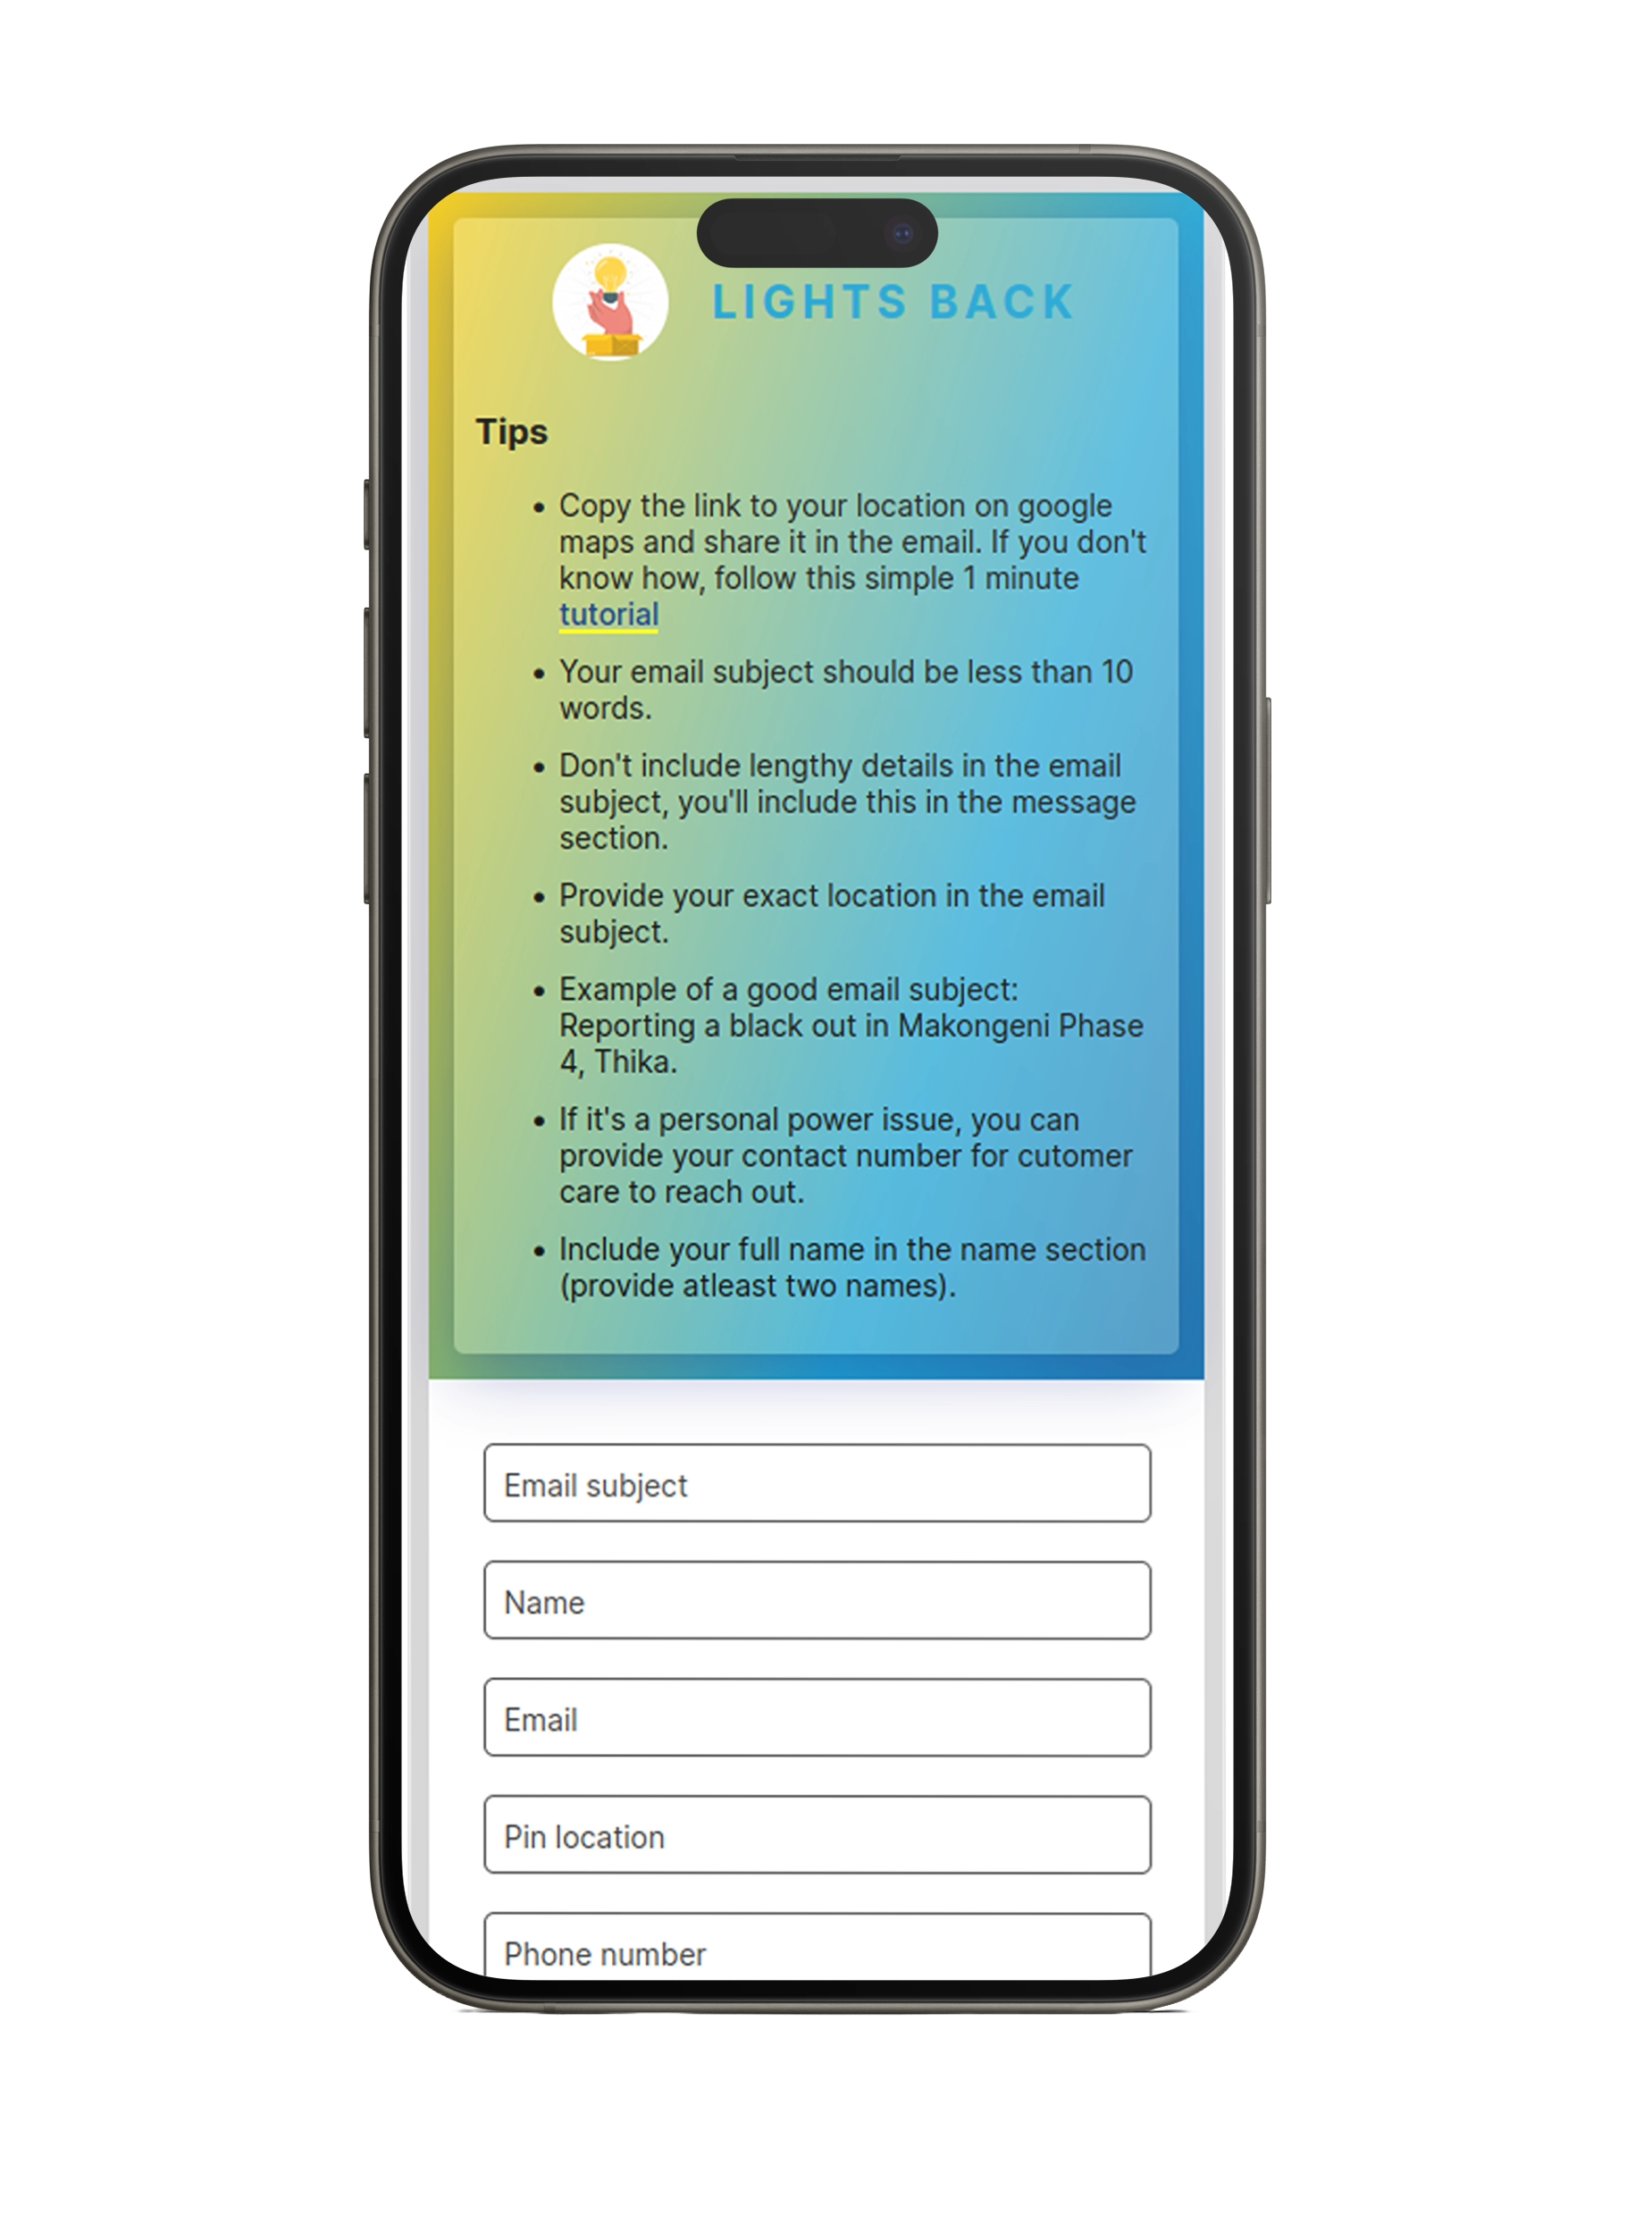 LIGHTS BACK
Tips
• Copy the link to your location on google
maps and share it in the email. If you don't
know how, follow this simple 1 minute
tutorial
• Your email subject should be less than 10
words.
• Don't include lengthy details in the email
subject, you'll include this in the message
section.
• Provide your exact location in the email
subject.
• Example of a good email subject:
Reporting a black out in Makongeni Phase
4, Thika.
• If it's a personal power issue, you can
provide your contact number for cutomer
care to reach out.
• Include your full name in the name section
(provide atleast two names).
Email subject
Name
Email
Pin location
Phone number